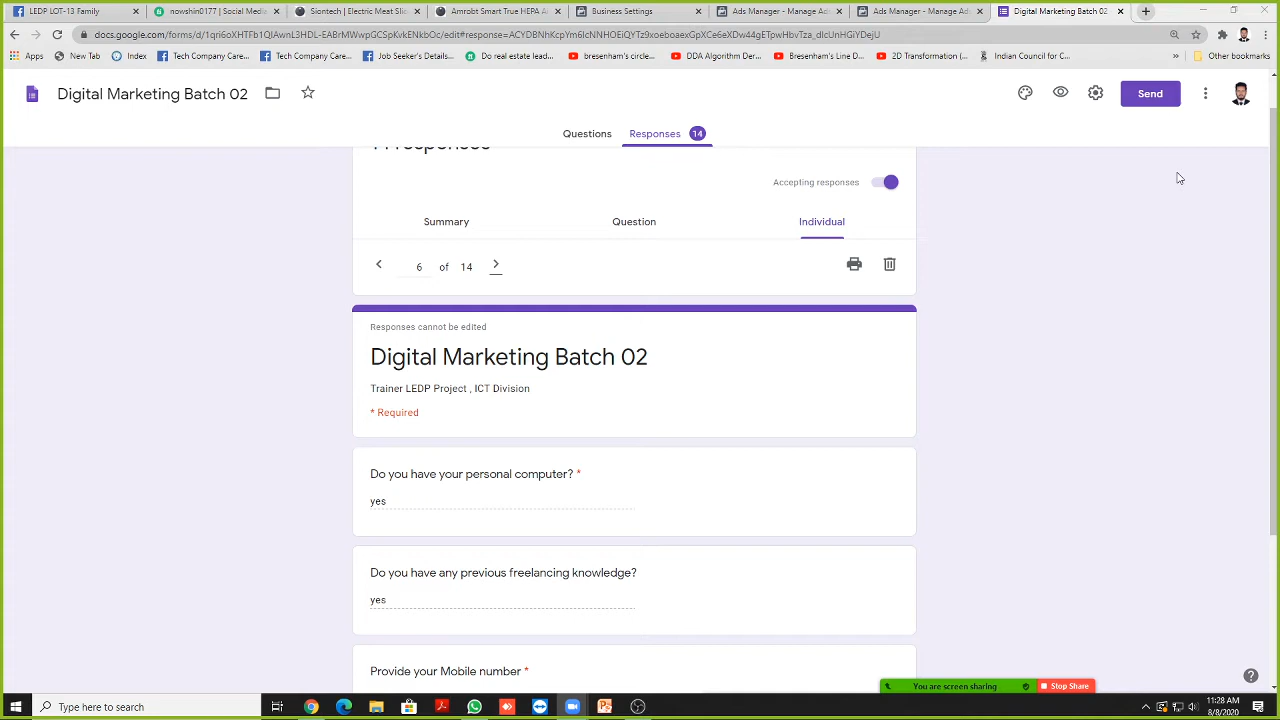 LEDP LOT-13 Family
nowshin0177 | Social Media
Siontech | Electric Meat Slic
Amrobt Smart True HEPA Ai
Business Settings
Ads Manager - Manage Ad
Ads Manager - Manage Ad
Digital Marketing Batch 02
Apps
New Tab
Index
Tech Company Care...
Tech Company Care...
Job Seeker's Details...
Do real estate leads...
bresenham's circle...
DDA Algorithm Der...
Bresenham's Line D...
2D Transformation (...
Indian Council for C...
»
Other bookmarks
Digital Marketing Batch 02
Send
Questions
Responses 14
14 responses
Accepting responses
Summary
Question
Individual
6 of 14
Responses cannot be edited
Digital Marketing Batch 02
Trainer LEDP Project , ICT Division
* Required
Do you have your personal computer? *
yes
Do you have any previous freelancing knowledge?
yes
Provide your Mobile number *
You are screen sharing
Stop Share
Type here to search
11:28 AM
8/8/2020